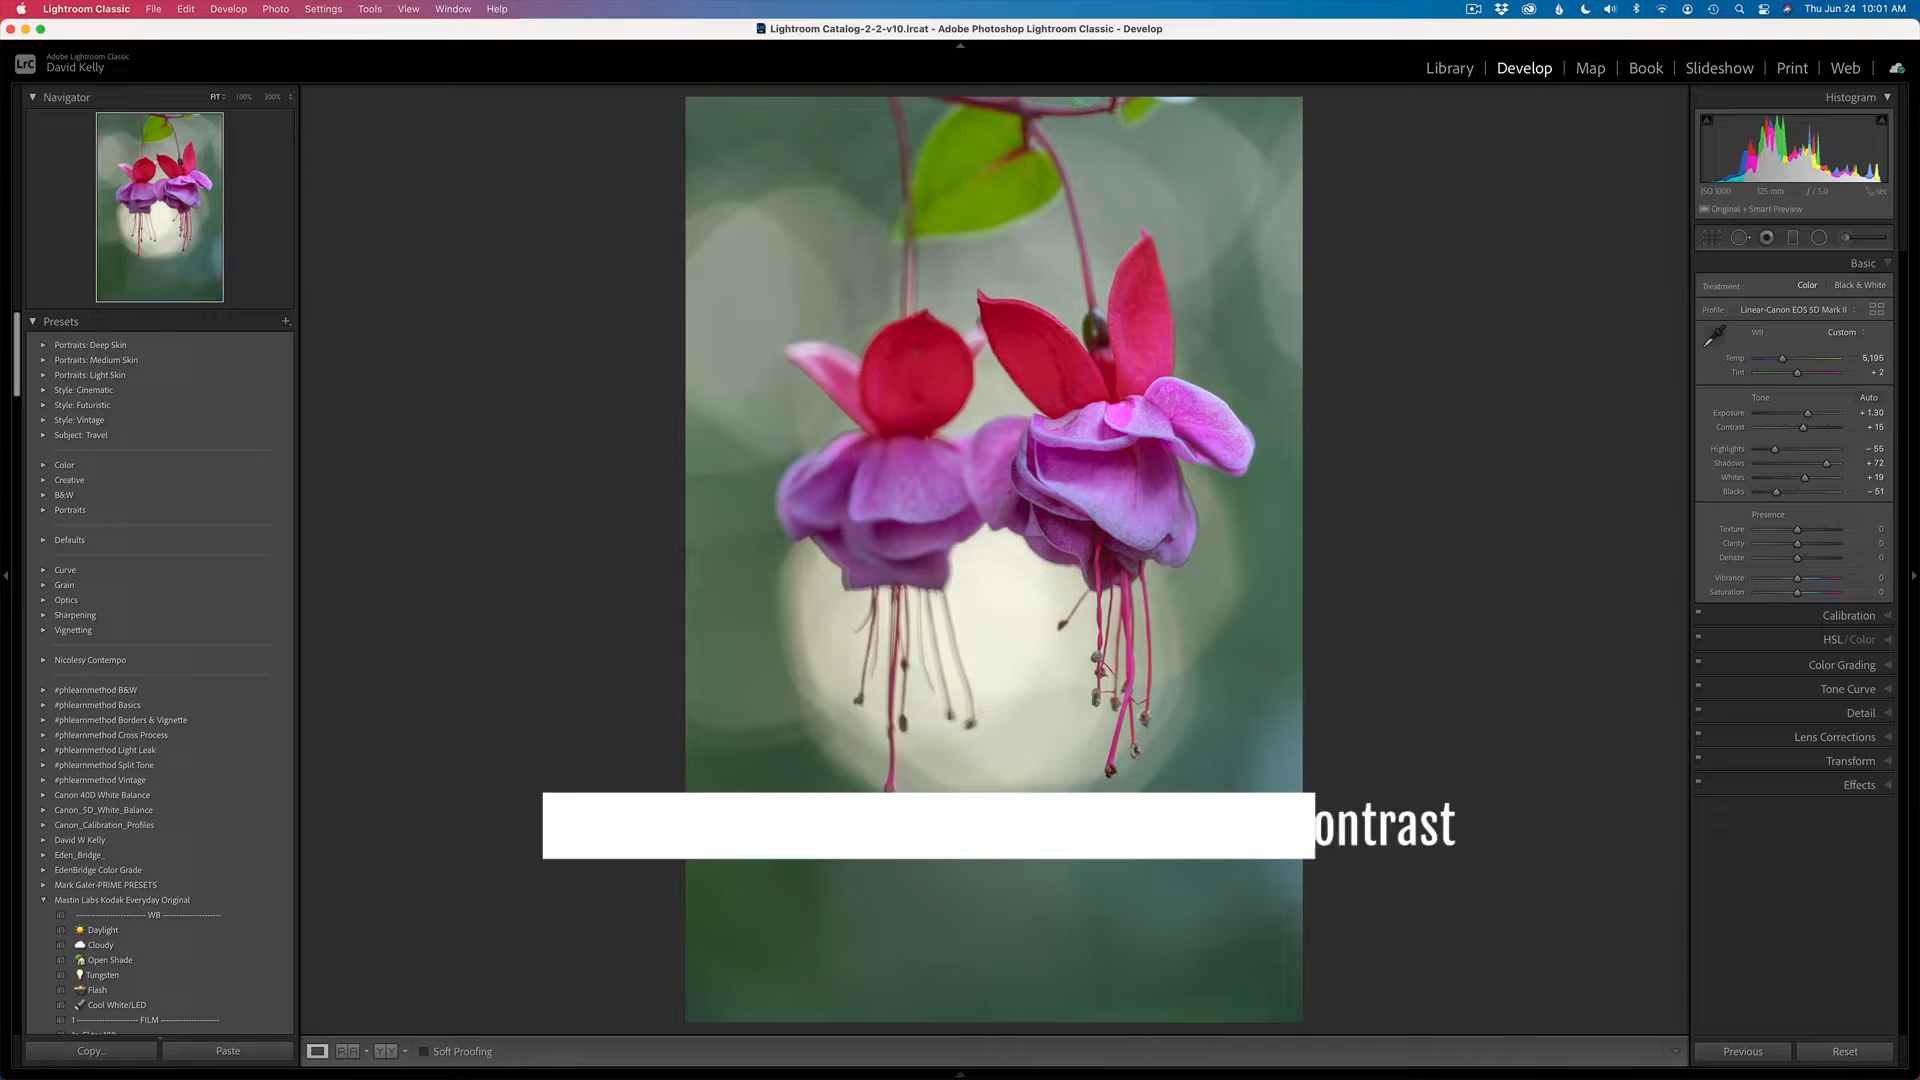 Lightroom Classic File Edit Develop Photo Settings Tools View Window Help Thu Jun 24 10:01 AM
Lightroom Catalog-2-2-v10.lrcat - Adobe Photoshop Lightroom Classic - Develop
LrC Adobe Lightroom Classic
David Kelly
Library | Develop | Map | Book | Slideshow | Print | Web
Navigator FIT 100% 300%
Presets
Portraits: Deep Skin
Portraits: Medium Skin
Portraits: Light Skin
Style: Cinematic
Style: Futuristic
Style: Vintage
Subject: Travel
Color
Creative
B&W
Portraits
Defaults
Curve
Grain
Optics
Sharpening
Vignetting
Nicolesy Contempo
#phlearnmethod B&W
#phlearnmethod Basics
#phlearnmethod Borders & Vignette
#phlearnmethod Cross Process
#phlearnmethod Light Leak
#phlearnmethod Split Tone
#phlearnmethod Vintage
Canon 40D White Balance
Canon_5D_White_Balance
Canon_Calibration_Profiles
David W Kelly
Eden_Bridge_
EdenBridge Color Grade
Mark Galer-PRIME PRESETS
Mastin Labs Kodak Everyday Original
------------------------ WB ------------------
Daylight
Cloudy
Open Shade
Tungsten
Flash
Cool White/LED
1 ---------------------- FILM -------------------
Copy... Paste
ontrast
Soft Proofing
Histogram
ISO 1000 125 mm ƒ / 5.0
Original + Smart Preview
Basic
Treatment : Color | Black & White
Profile : Linear-Canon EOS 5D Mark II
WB : Custom
Temp 5,195
Tint + 2
Tone Auto
Exposure + 1.30
Contrast + 15
Highlights – 55
Shadows + 72
Whites + 19
Blacks – 51
Presence
Texture 0
Clarity 0
Dehaze 0
Vibrance 0
Saturation 0
Calibration
HSL / Color
Color Grading
Tone Curve
Detail
Lens Corrections
Transform
Effects
Previous Reset